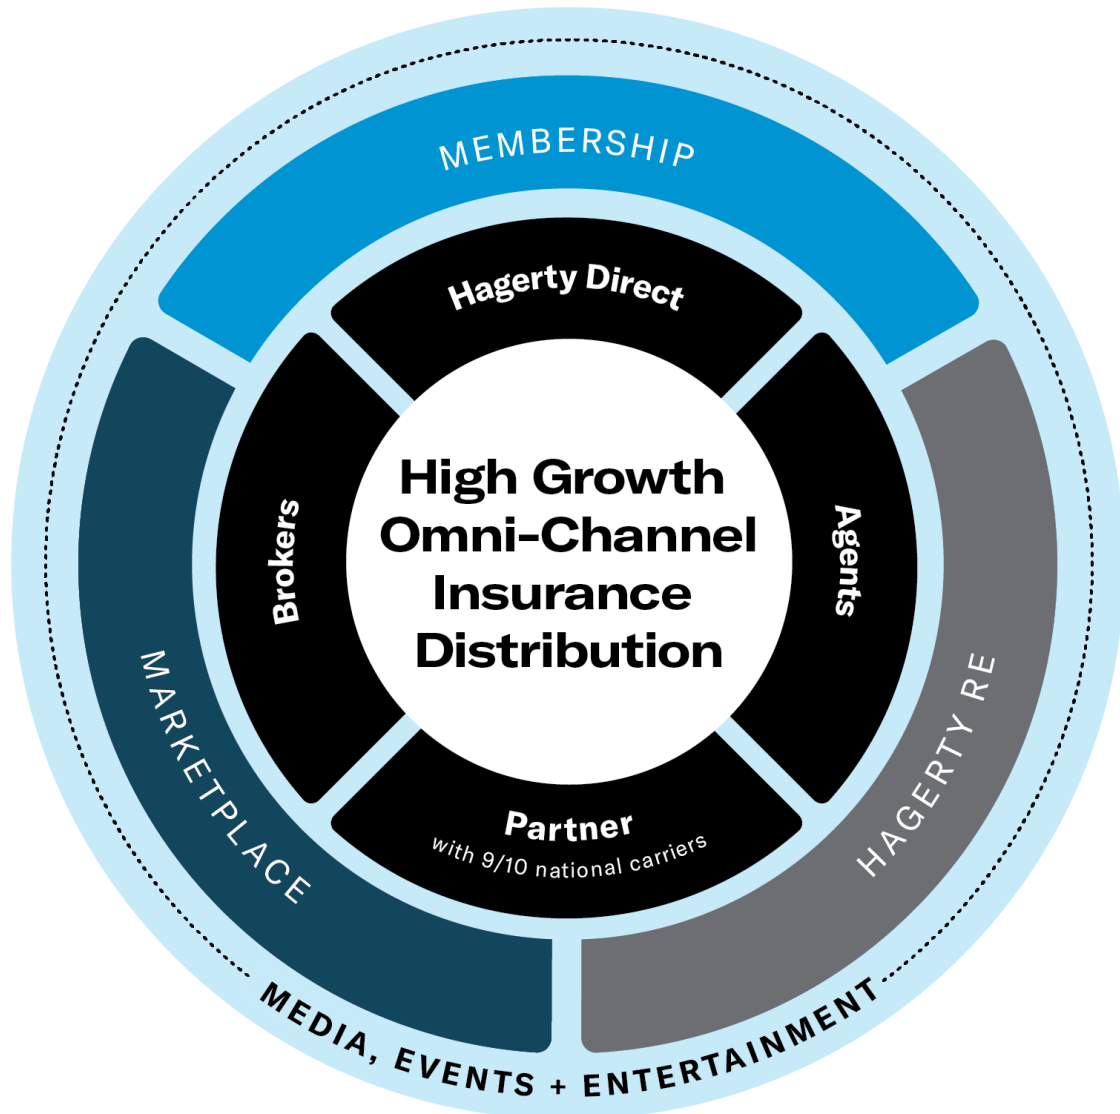 MEMBERSHIP
Hagerty Direct
Brokers
High Growth
Omni-Channel
Insurance
Distribution
Agents
Partner
with 9/10 national carriers
MARKETPLACE
HAGERTY RE
MEDIA, EVENTS + ENTERTAINMENT